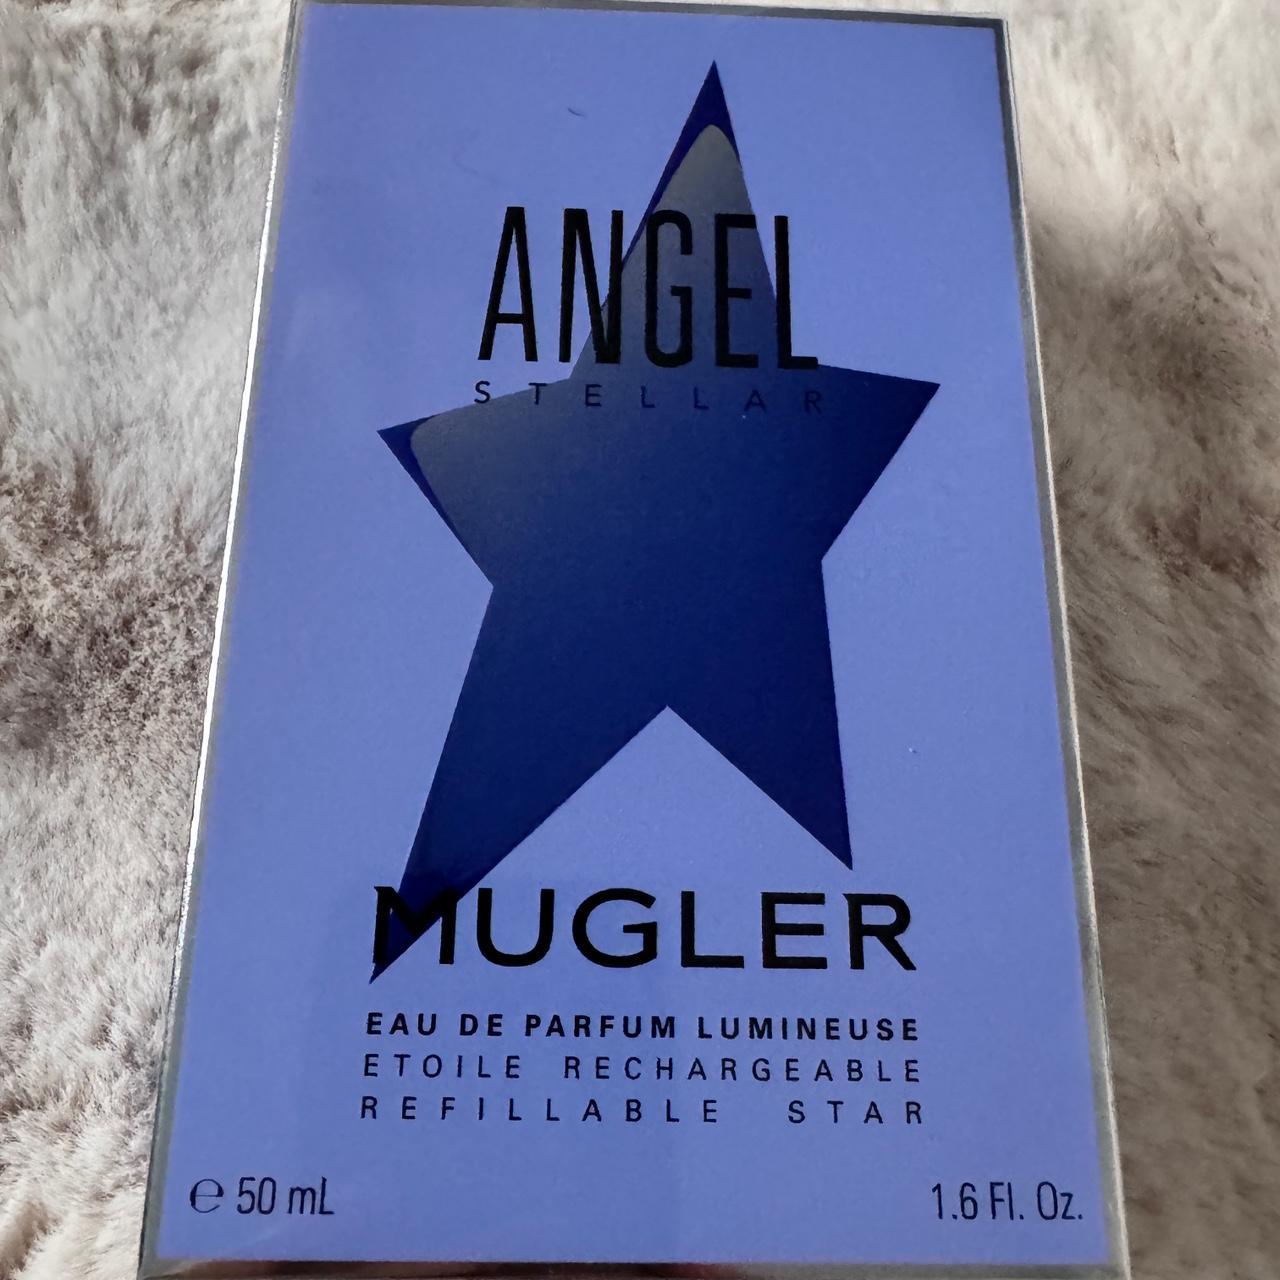 ANGEL
STELLAR
MUGLER
EAU DE PARFUM LUMINEUSE
ETOILE RECHARGEABLE
REFILLABLE STAR
℮ 50 mL
1.6 Fl. Oz.